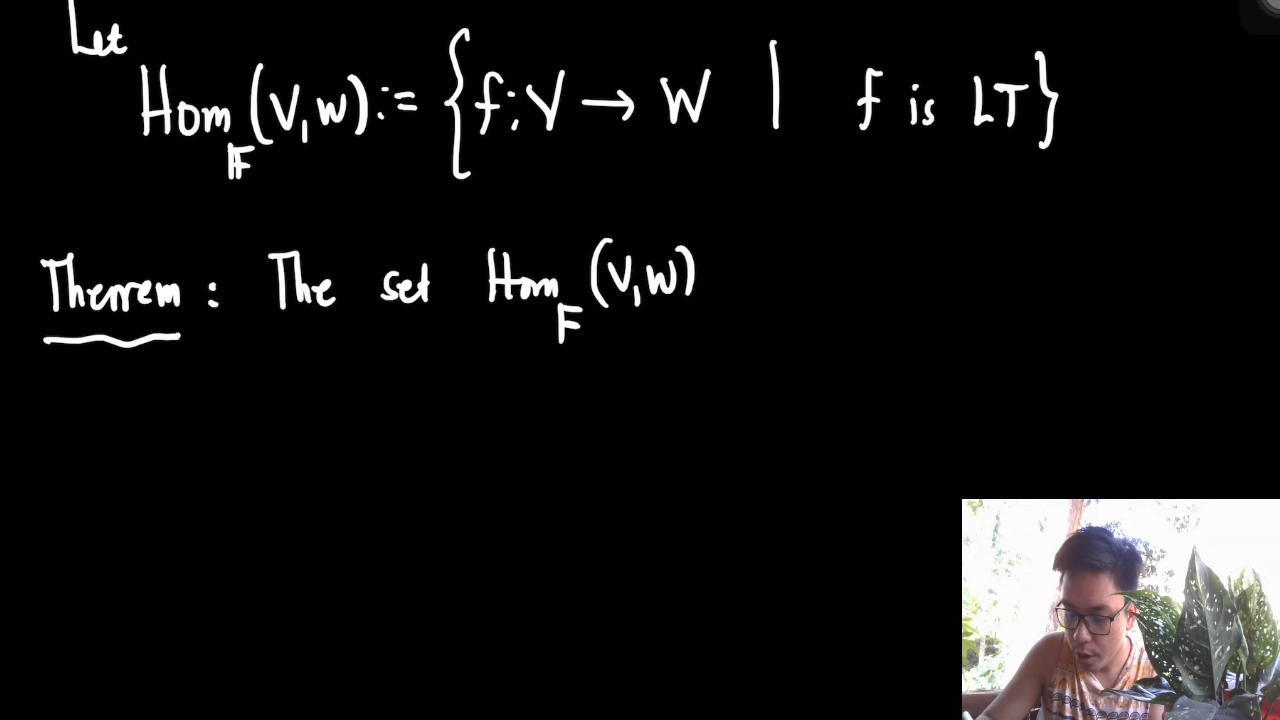 Let
Hom_F (V, W) := { f : V → W | f is LT }
Theorem : The set Hom_F (V, W)